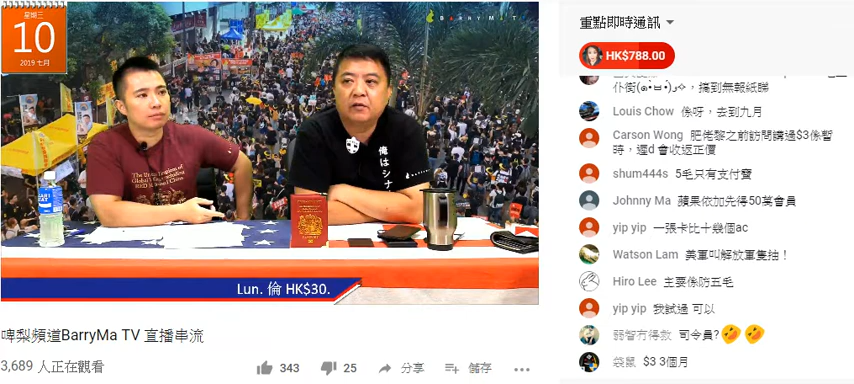 星期三
10
2019 七月
BARRYMA T
俺はシナ
Lun. 倫 HK$30.
啤梨頻道BarryMa TV 直播串流
3,689 人正在觀看
343
25
分享
儲存
重點即時通訊
HK$788.00
仆街(๑•̀ㅂ•́)و✧，搞到無報紙睇
Louis Chow 係呀，去到九月
Carson Wong 肥佬黎之前訪問講過$3係暫
時，遲d 會收返正價
shum444s 5毛只有支付寶
Johnny Ma 蘋果依加先得50萬會員
yip yip 一張卡比十幾個ac
Watson Lam 美軍叫解放軍隻抽！
Hiro Lee 主要係防五毛
yip yip 我試過 可以
弱智冇得救 司令員?🤣🤣
袋鼠 $3 3個月